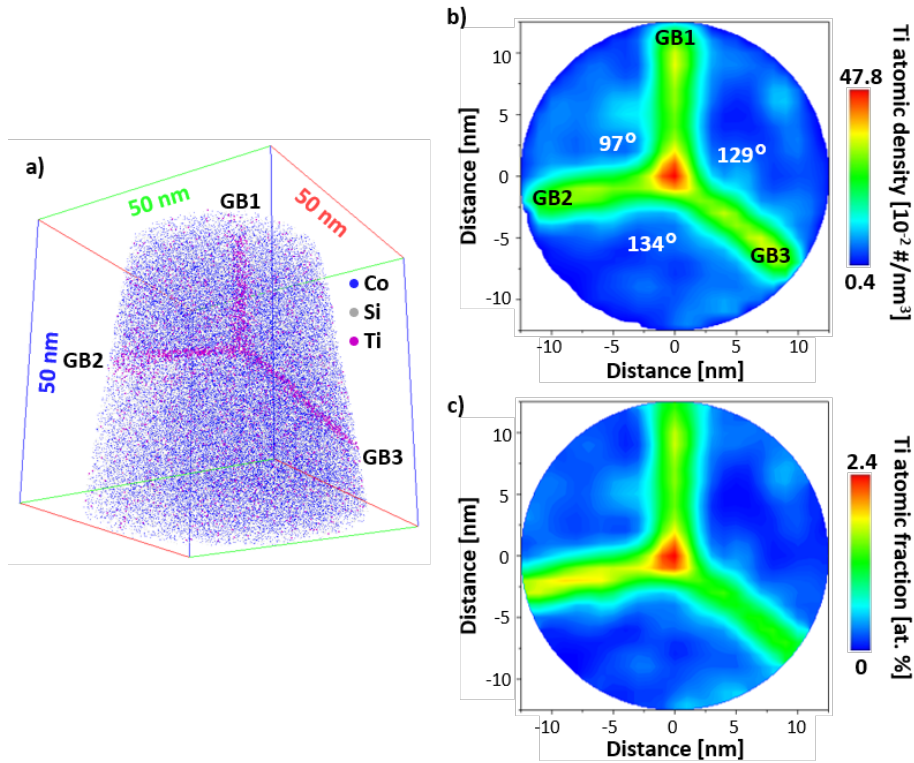 a)
50 nm
50 nm
50 nm
GB1
GB2
GB3
Co
Si
Ti
b)
GB1
GB2
GB3
97°
129°
134°
10
5
0
-5
-10
Distance [nm]
-10 -5 0 5 10
Distance [nm]
47.8
0.4
Ti atomic density [10⁻² #/nm³]
c)
10
5
0
-5
-10
Distance [nm]
-10 -5 0 5 10
Distance [nm]
2.4
0
Ti atomic fraction [at. %]